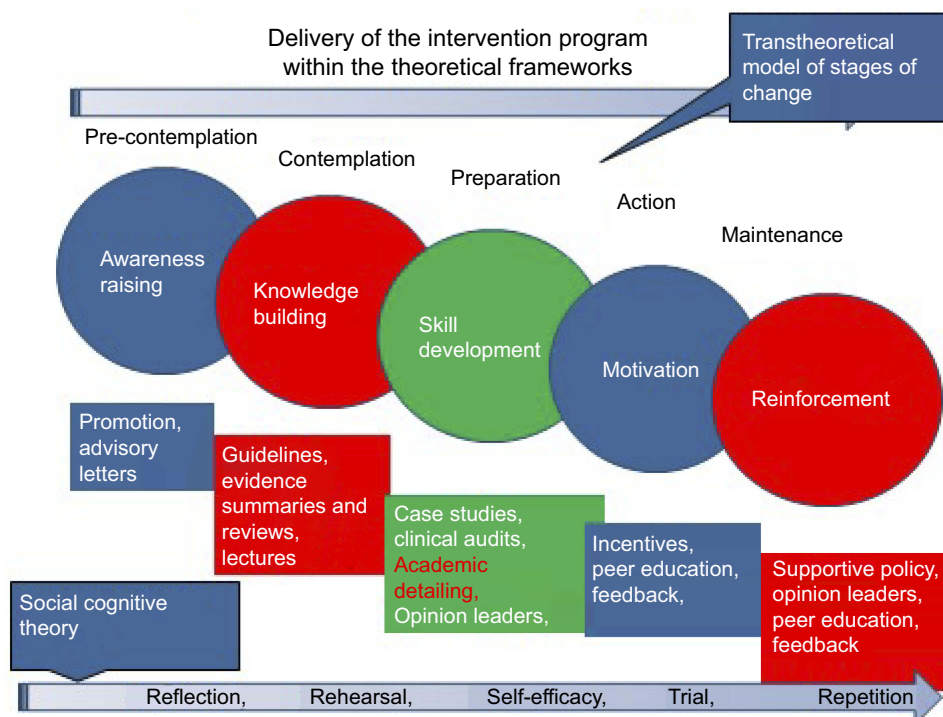 Delivery of the intervention program
within the theoretical frameworks
Transtheoretical
model of stages of
change
Pre-contemplation
Contemplation
Preparation
Action
Maintenance
Awareness
raising
Knowledge
building
Skill
development
Motivation
Reinforcement
Promotion,
advisory
letters
Guidelines,
evidence
summaries and
reviews,
lectures
Case studies,
clinical audits,
Academic
detailing,
Opinion leaders,
Incentives,
peer education,
feedback,
Supportive policy,
opinion leaders,
peer education,
feedback
Social cognitive
theory
Reflection, Rehearsal, Self-efficacy, Trial, Repetition